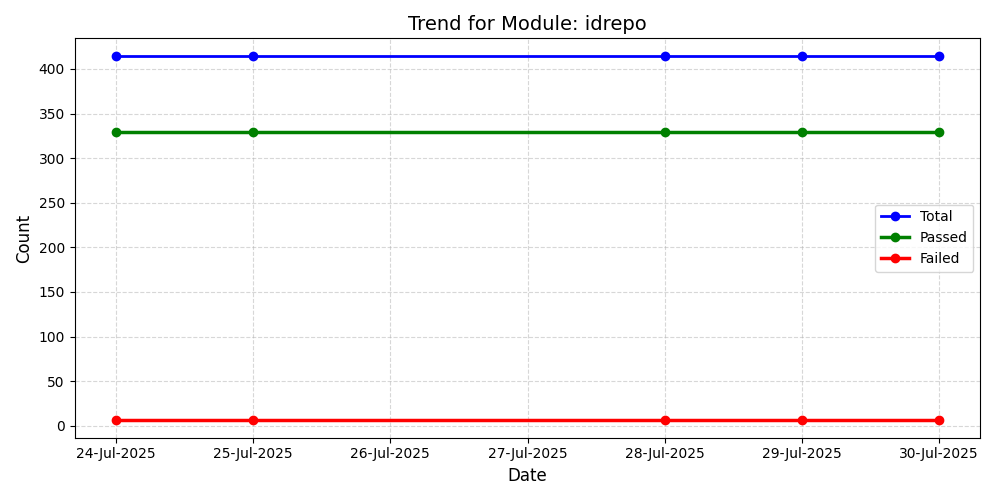 Trend for Module: idrepo
Count
400
350
300
250
200
150
100
50
0
Total
Passed
Failed
24-Jul-2025 25-Jul-2025 26-Jul-2025 27-Jul-2025 28-Jul-2025 29-Jul-2025 30-Jul-2025
Date